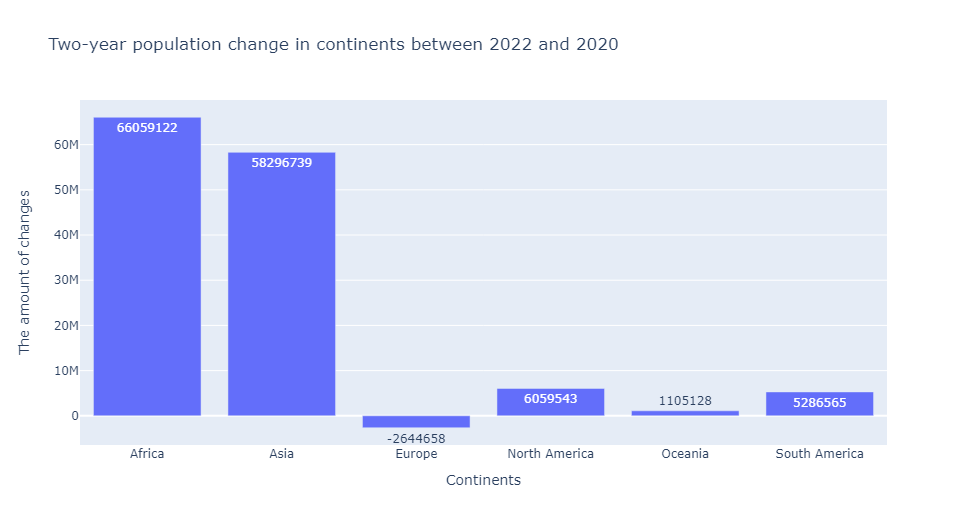 Two-year population change in continents between 2022 and 2020
The amount of changes
60M
50M
40M
30M
20M
10M
0
66059122
58296739
-2644658
6059543
1105128
5286565
Africa
Asia
Europe
North America
Oceania
South America
Continents